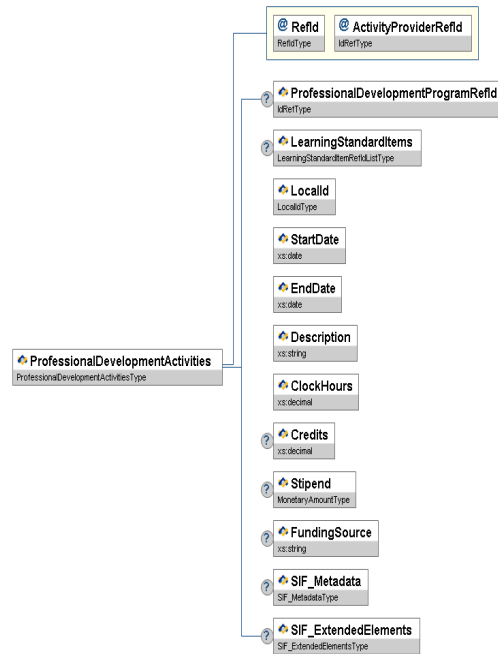 @ RefId
RefIdType
@ ActivityProviderRefId
IdRefType
? ProfessionalDevelopmentProgramRefId
IdRefType
? LearningStandardItems
LearningStandardItemRefIdListType
LocalId
LocalIdType
StartDate
xs:date
EndDate
xs:date
Description
xs:string
ProfessionalDevelopmentActivities
ProfessionalDevelopmentActivitiesType
ClockHours
xs:decimal
? Credits
xs:decimal
? Stipend
MonetaryAmountType
? FundingSource
xs:string
? SIF_Metadata
SIF_MetadataType
? SIF_ExtendedElements
SIF_ExtendedElementsType